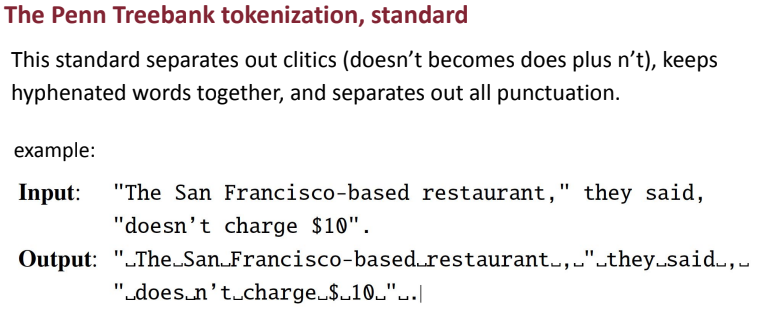 The Penn Treebank tokenization, standard
This standard separates out clitics (doesn’t becomes does plus n’t), keeps
hyphenated words together, and separates out all punctuation.
example:
Input: "The San Francisco-based restaurant," they said,
"doesn’t charge $10".
Output: "␣The␣San␣Francisco-based␣restaurant␣,␣"␣they␣said␣,␣
"␣does␣n’t␣charge␣$␣10␣"␣.